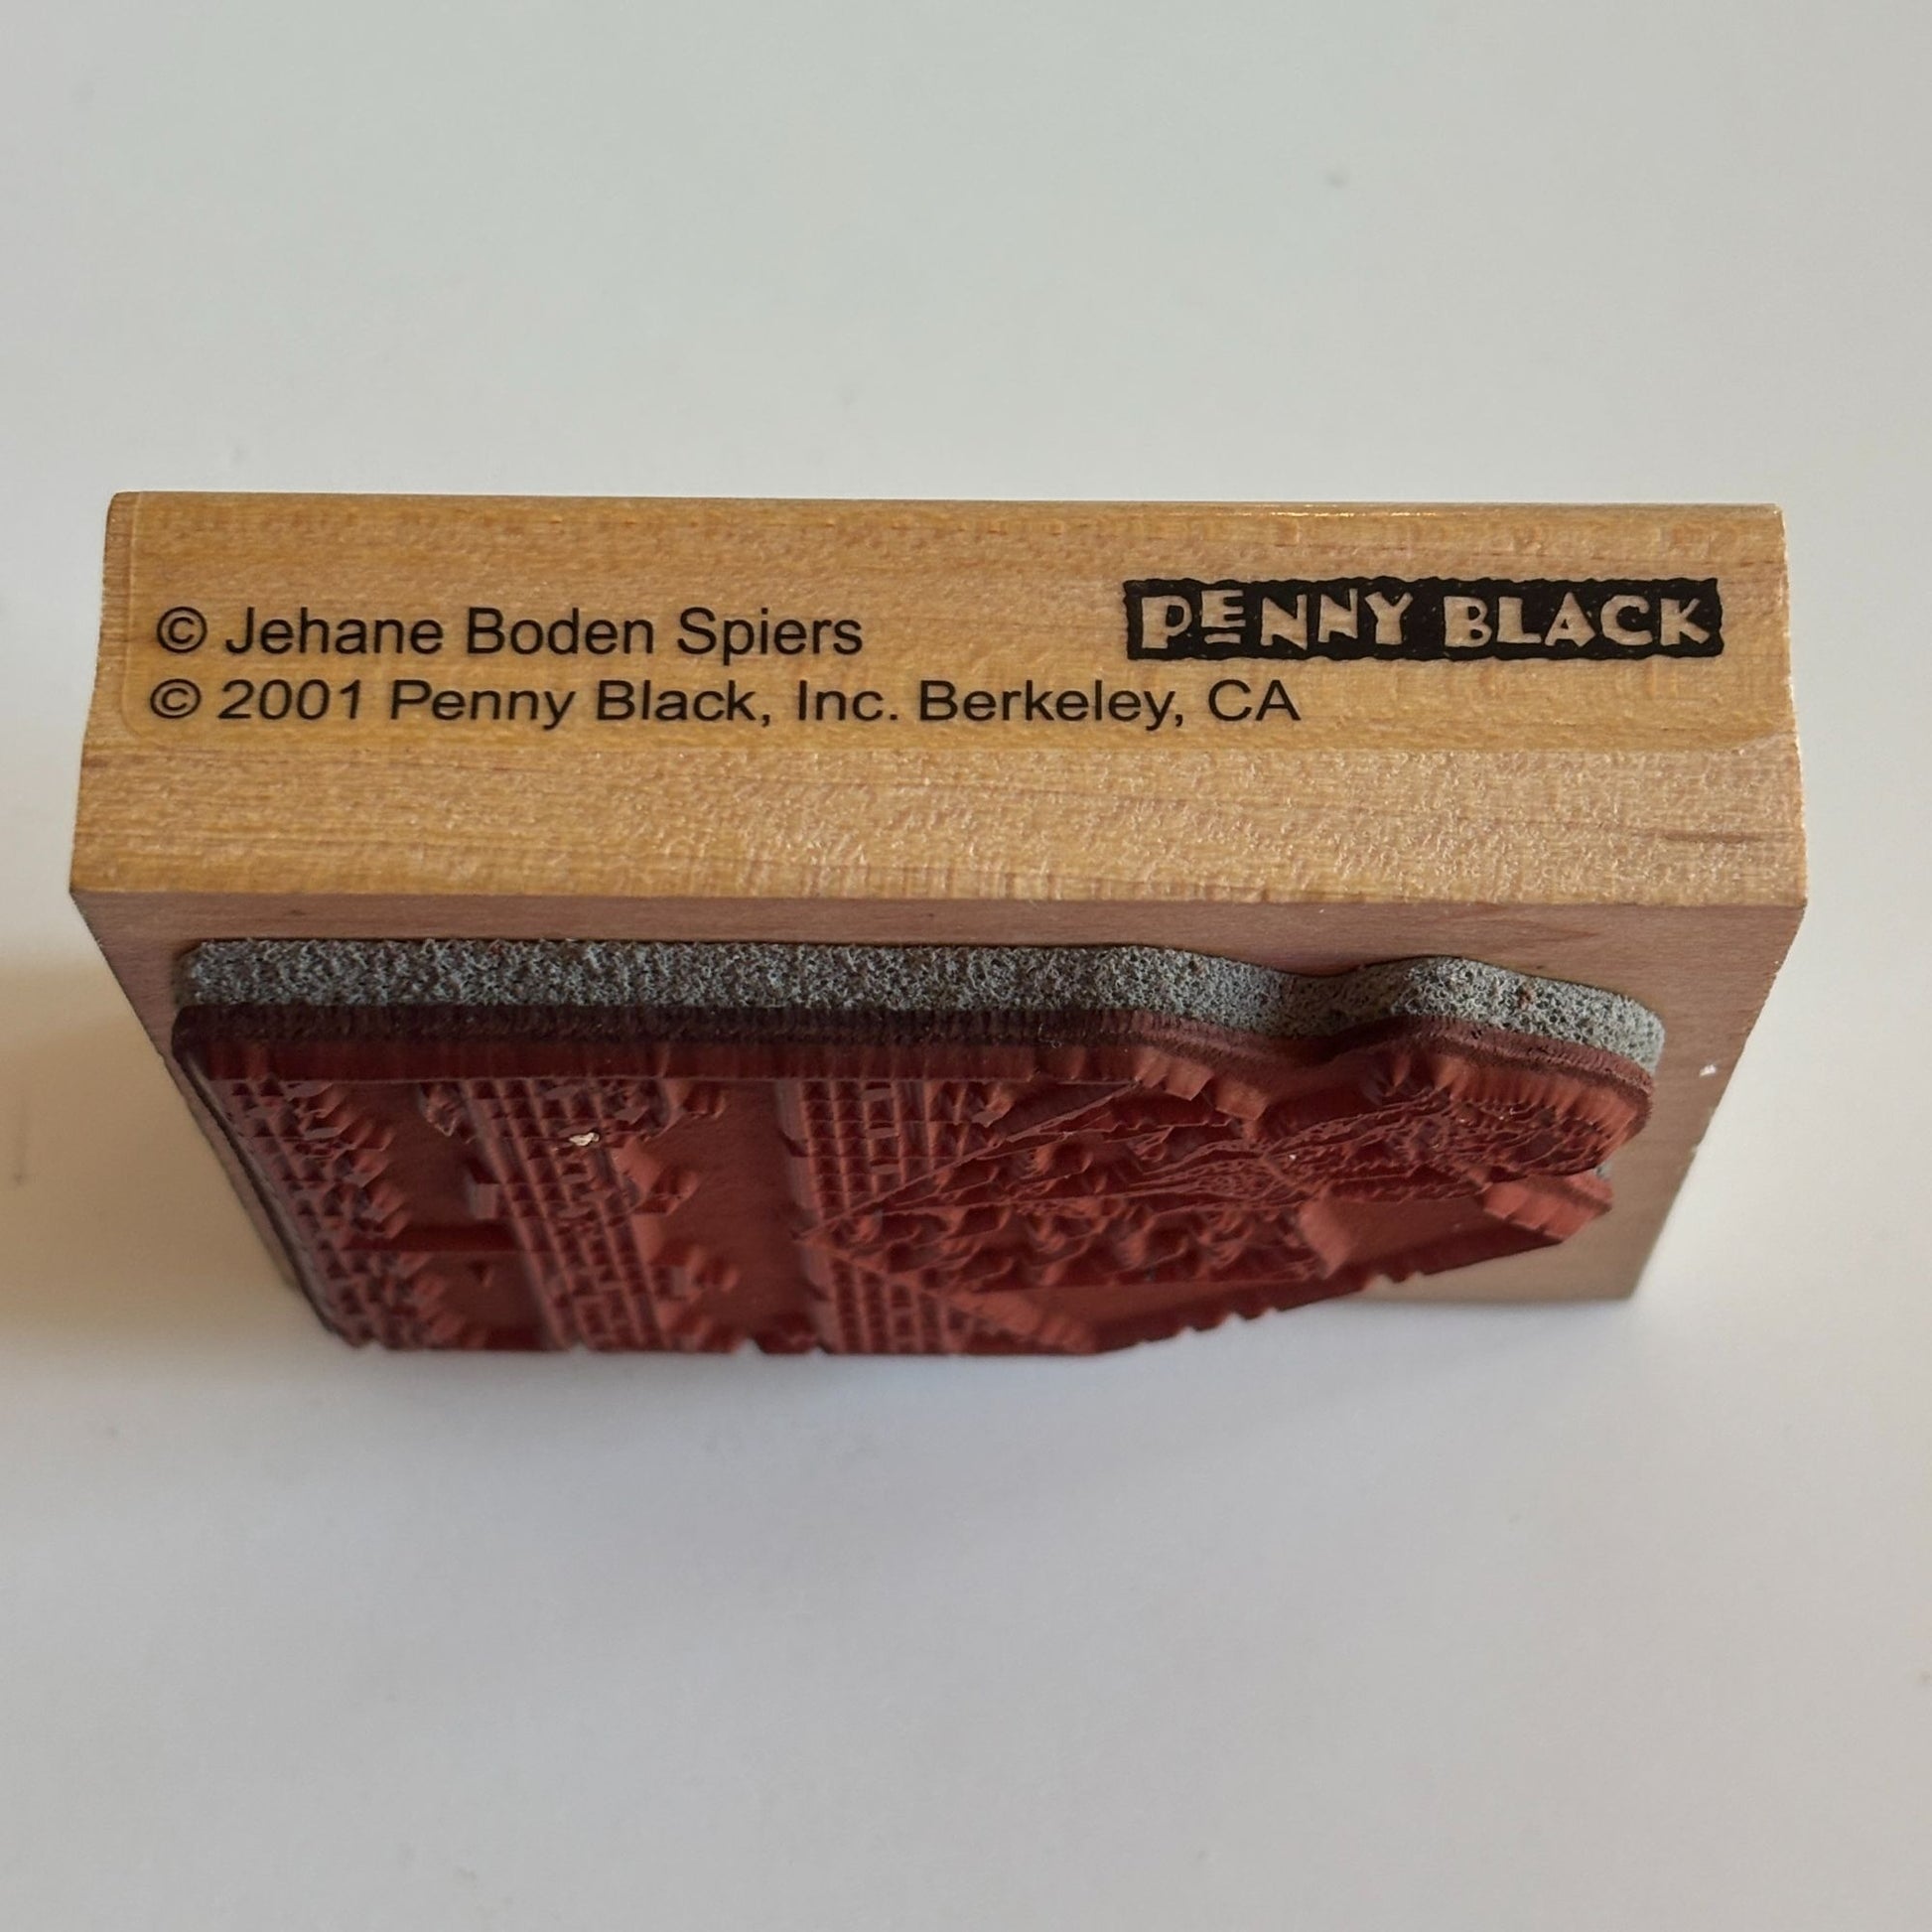 © Jehane Boden Spiers
PENNY BLACK
© 2001 Penny Black, Inc. Berkeley, CA